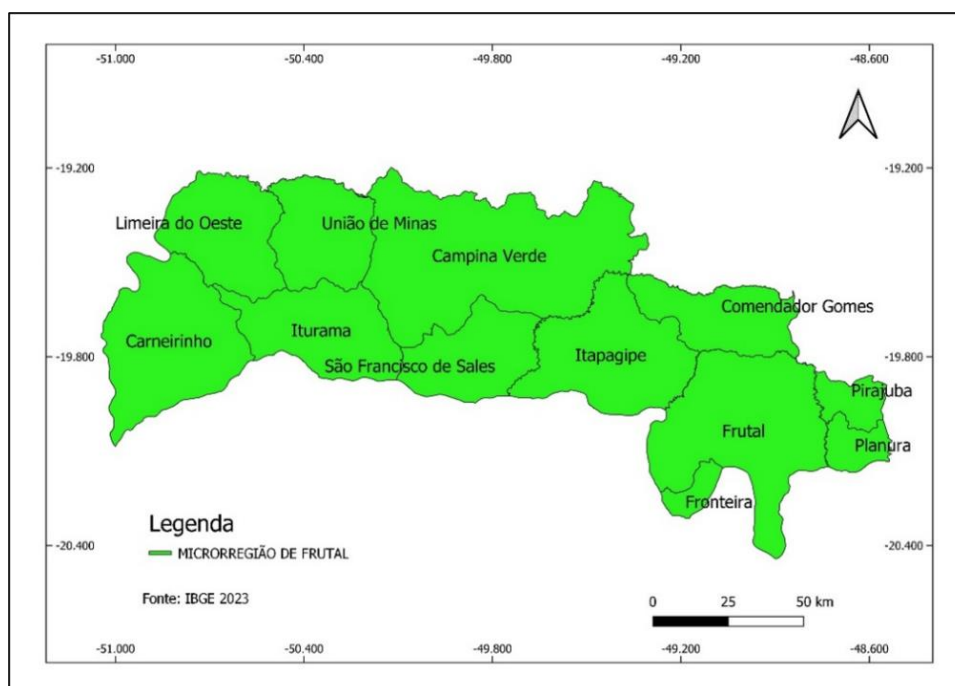 -51.000 -50.400 -49.800 -49.200 -48.600
-19.200 -19.200
Limeira do Oeste
União de Minas
Campina Verde
Comendador Gomes
Carneirinho
Iturama
São Francisco de Sales
Itapagipe
-19.800 -19.800
Pirajuba
Frutal
Planura
Fronteira
Legenda
MICRORREGIÃO DE FRUTAL
-20.400 -20.400
Fonte: IBGE 2023
0 25 50 km
-51.000 -50.400 -49.800 -49.200 -48.600